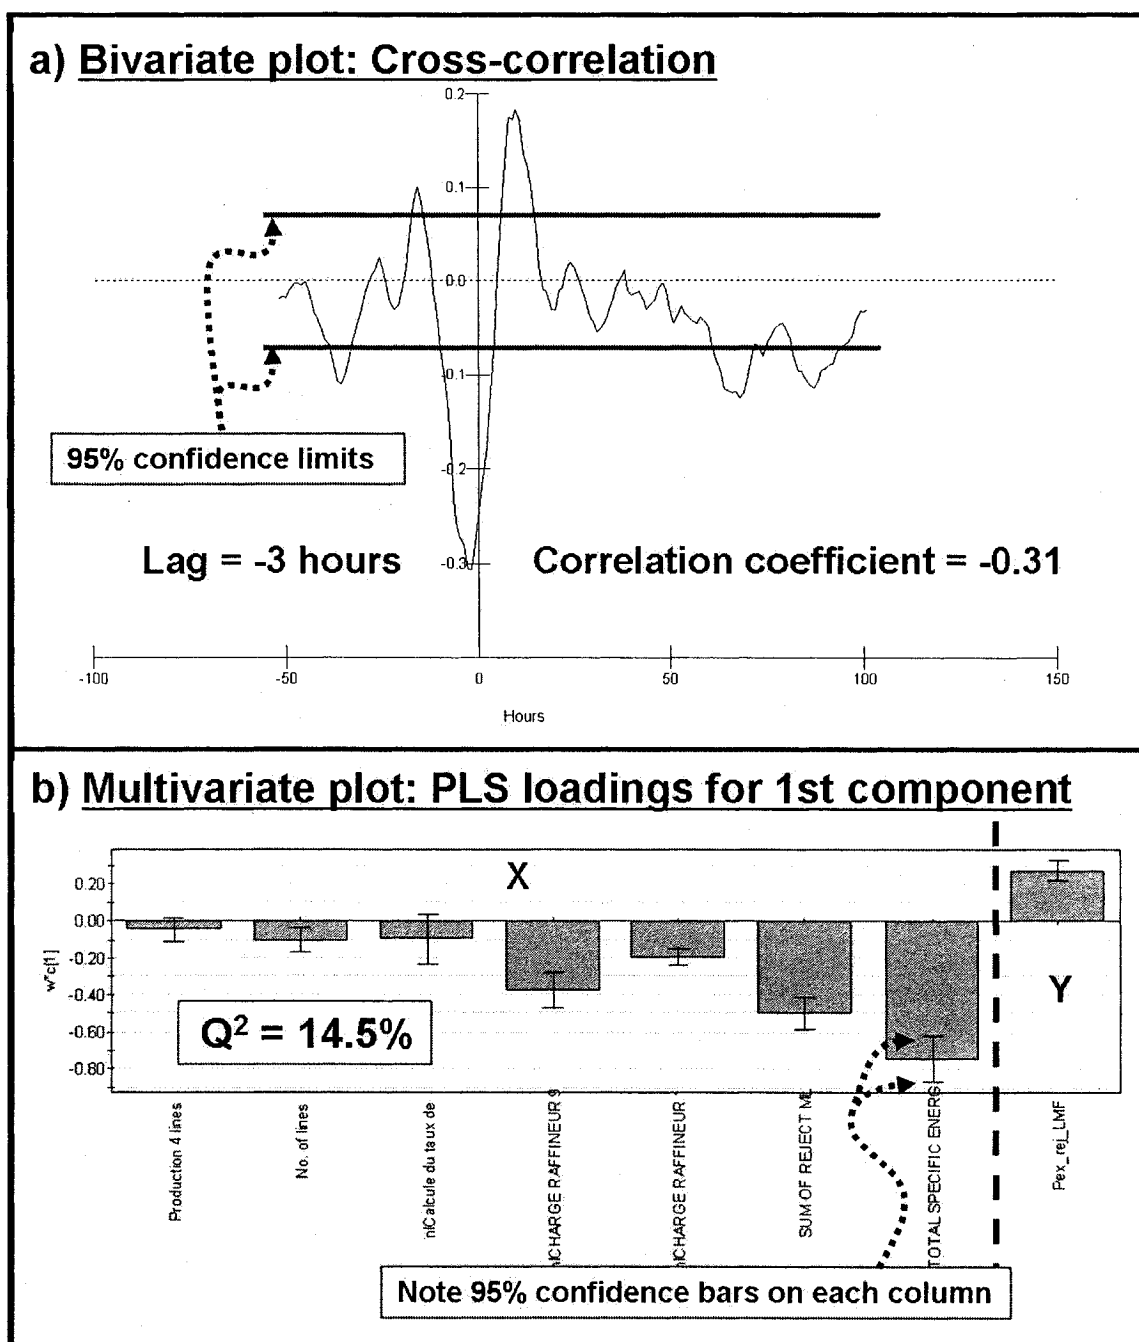 a) Bivariate plot: Cross-correlation
0.2
0.1
0.0
-0.1
-0.2
-0.3
95% confidence limits
Lag = -3 hours
Correlation coefficient = -0.31
-100
-50
0
50
100
150
Hours
b) Multivariate plot: PLS loadings for 1st component
X
0.20
0.00
-0.20
-0.40
-0.60
-0.80
w*c[1]
Q2 = 14.5%
Y
Production 4 lines
No. of lines
nlCalcule du taux de
nlCHARGE RAFFINEUR 9
nlCHARGE RAFFINEUR
SUM OF REJECT ML
TOTAL SPECIFIC ENERG
Pex_rej_LMF
Note 95% confidence bars on each column